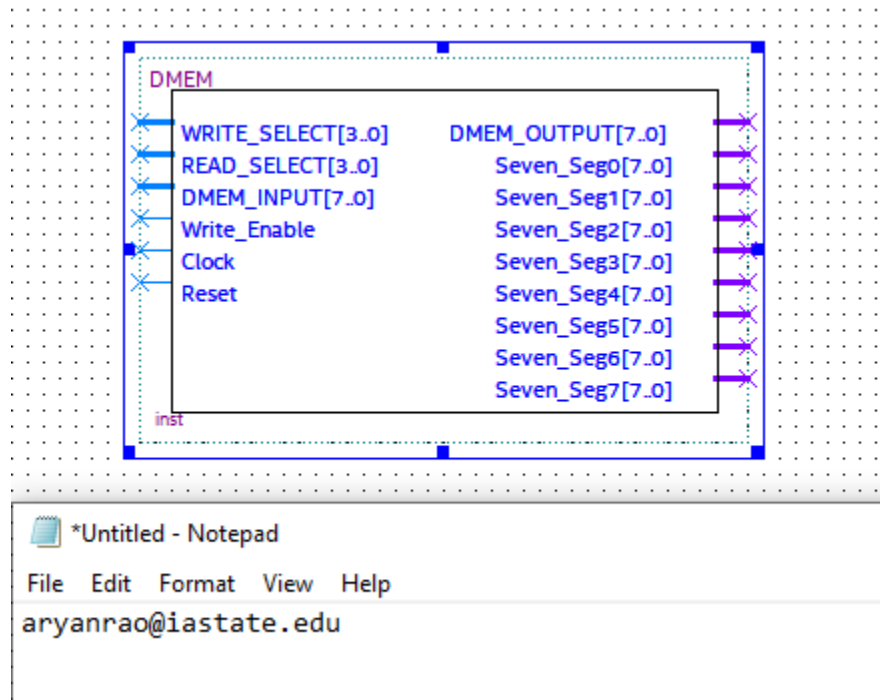 DMEM
WRITE_SELECT[3..0] DMEM_OUTPUT[7..0]
READ_SELECT[3..0] Seven_Seg0[7..0]
DMEM_INPUT[7..0] Seven_Seg1[7..0]
Write_Enable Seven_Seg2[7..0]
Clock Seven_Seg3[7..0]
Reset Seven_Seg4[7..0]
Seven_Seg5[7..0]
Seven_Seg6[7..0]
Seven_Seg7[7..0]
inst
*Untitled - Notepad
File Edit Format View Help
aryanrao@iastate.edu